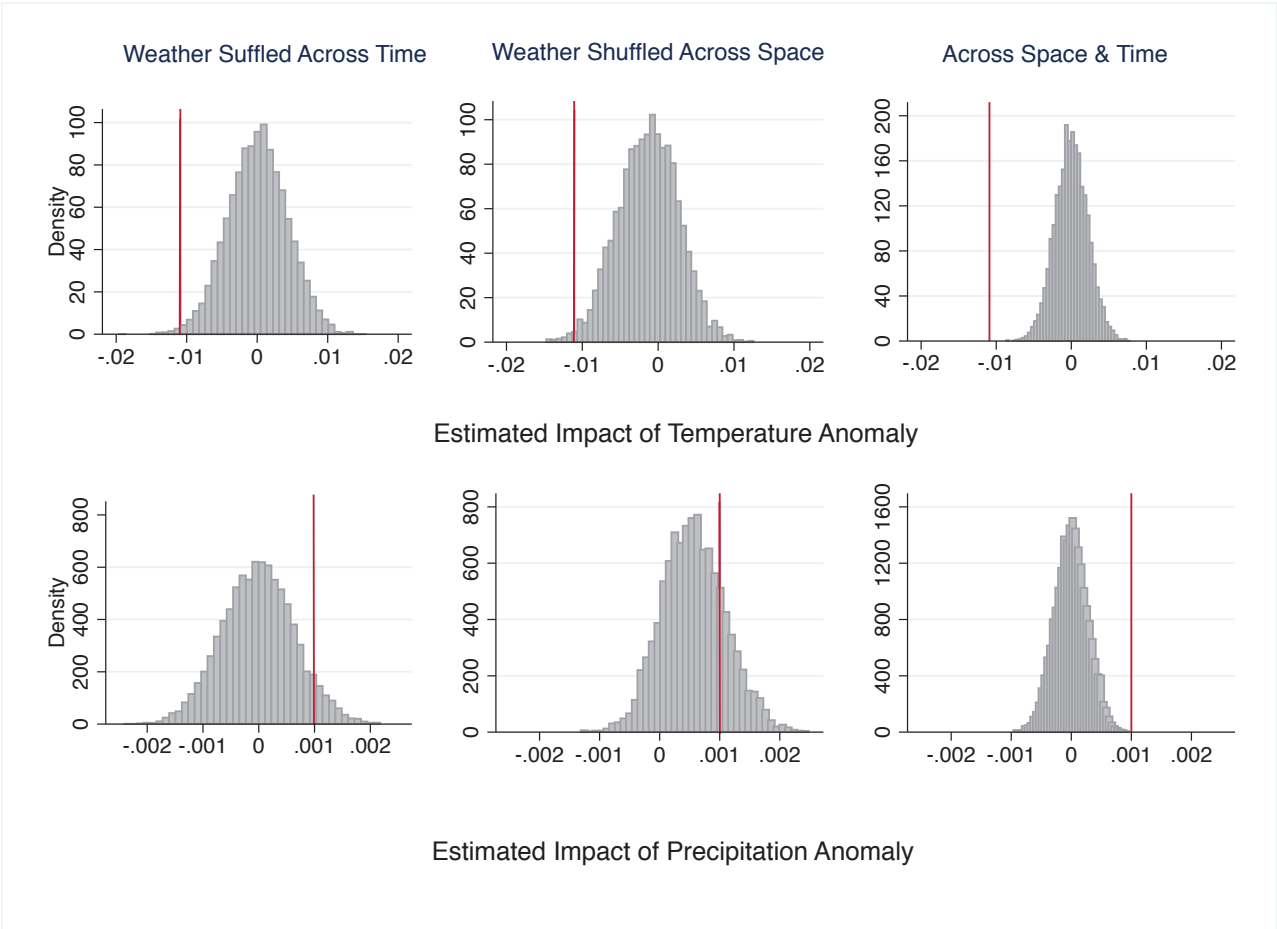 Weather Suffled Across Time
Weather Shuffled Across Space
Across Space & Time
Density
0 20 40 60 80 100
-.02 -.01 0 .01 .02
0 20 40 60 80 100
-.02 -.01 0 .01 .02
0 40 80 120 160 200
-.02 -.01 0 .01 .02
Estimated Impact of Temperature Anomaly
Density
0 200 400 600 800
-.002 -.001 0 .001 .002
0 200 400 600 800
-.002 -.001 0 .001 .002
0 400 800 1200 1600
-.002 -.001 0 .001 .002
Estimated Impact of Precipitation Anomaly